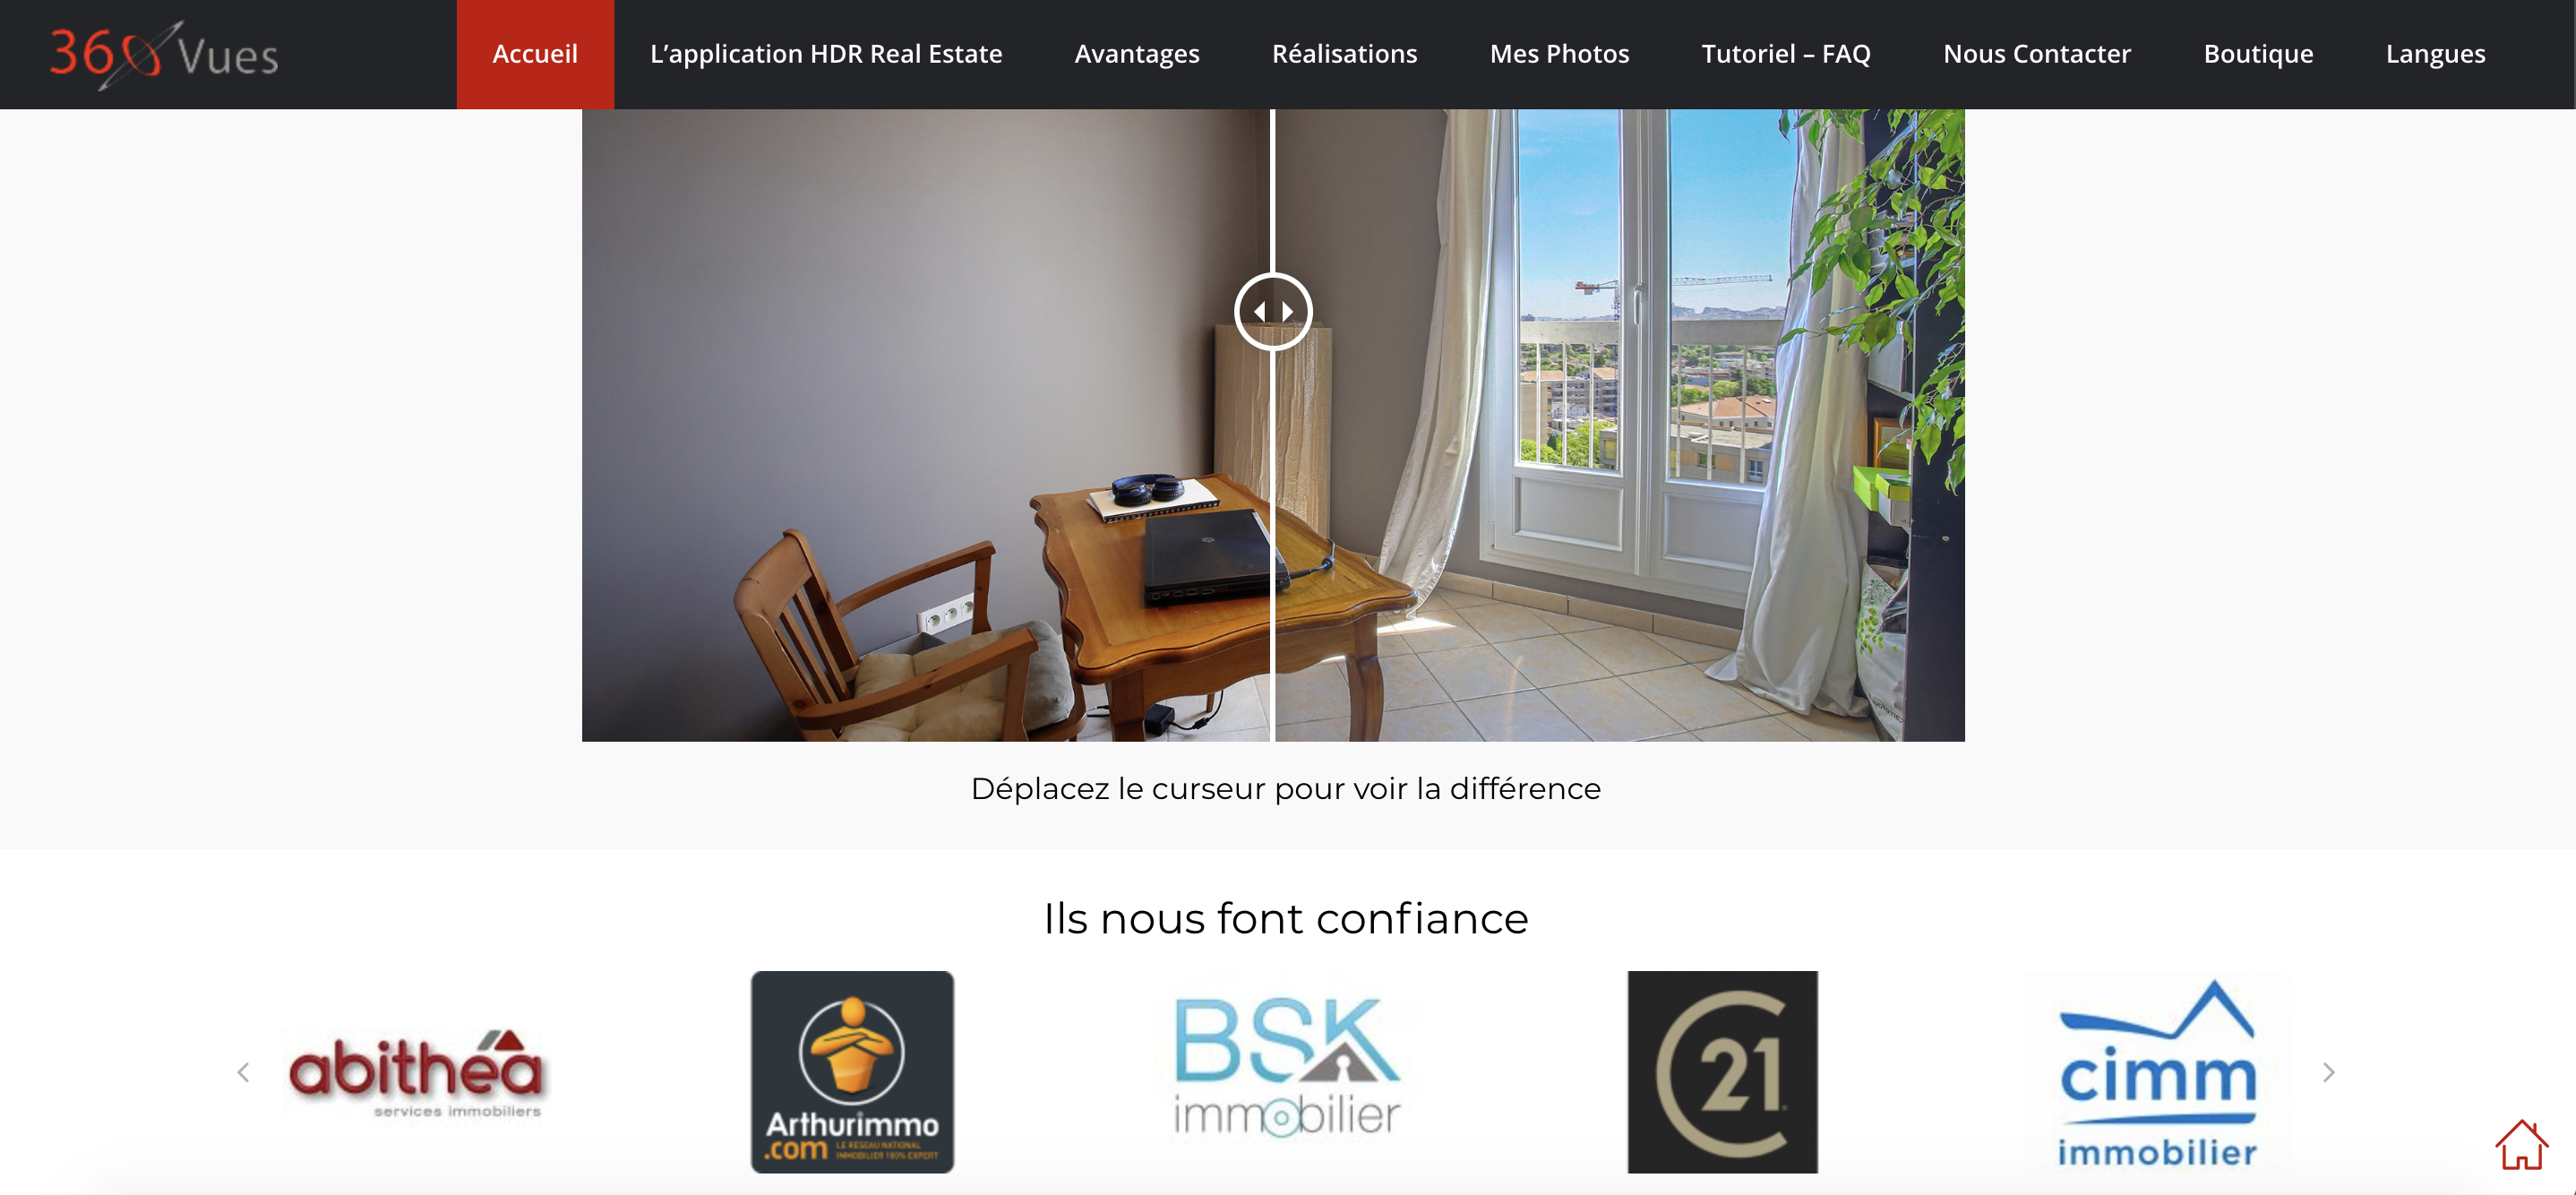 360 Vues
Accueil
L’application HDR Real Estate
Avantages
Réalisations
Mes Photos
Tutoriel – FAQ
Nous Contacter
Boutique
Langues
Déplacez le curseur pour voir la différence
Ils nous font confiance
abithéa
services immobiliers
Arthurimmo
.com LE RESEAU NATIONAL
IMMOBILIER 100% EXPERT
BSK
immobilier
C21
cimm
immobilier